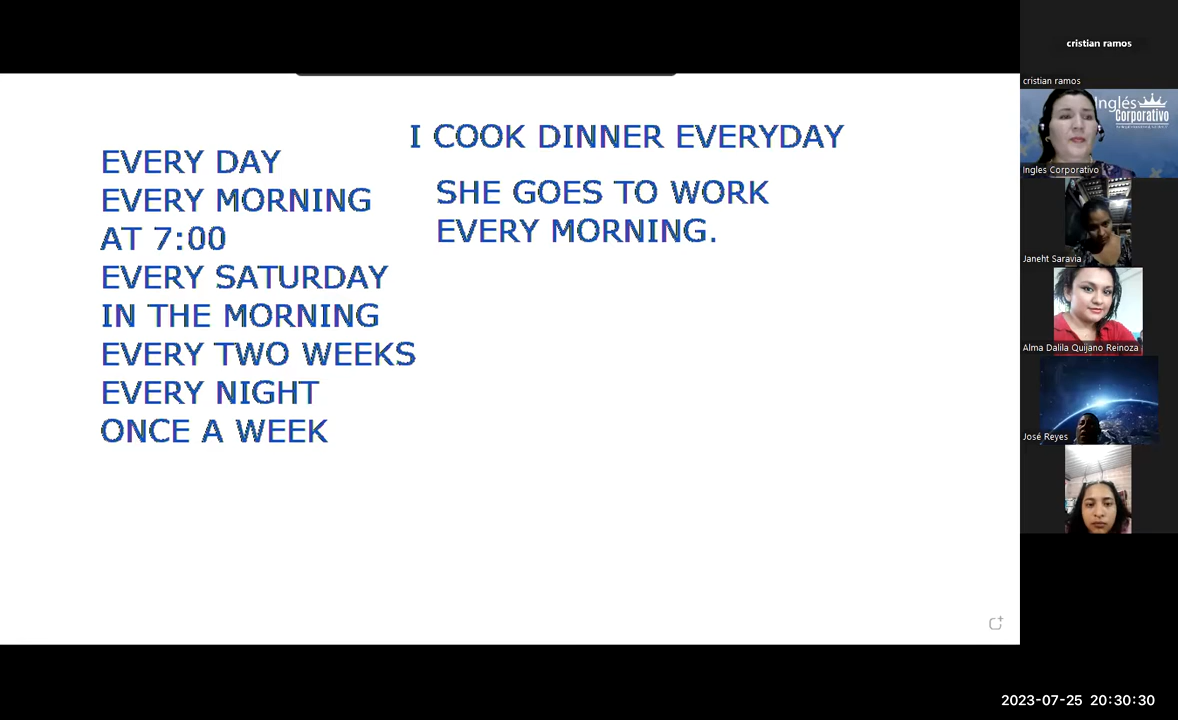 EVERY DAY
EVERY MORNING
AT 7:00
EVERY SATURDAY
IN THE MORNING
EVERY TWO WEEKS
EVERY NIGHT
ONCE A WEEK
I COOK DINNER EVERYDAY
SHE GOES TO WORK
EVERY MORNING.
cristian ramos
cristian ramos
Inglés
Corporativo
Ingles Corporativo
Janeht Saravia
Alma Dalila Quijano Reinoza
José Reyes
2023-07-25 20:30:30